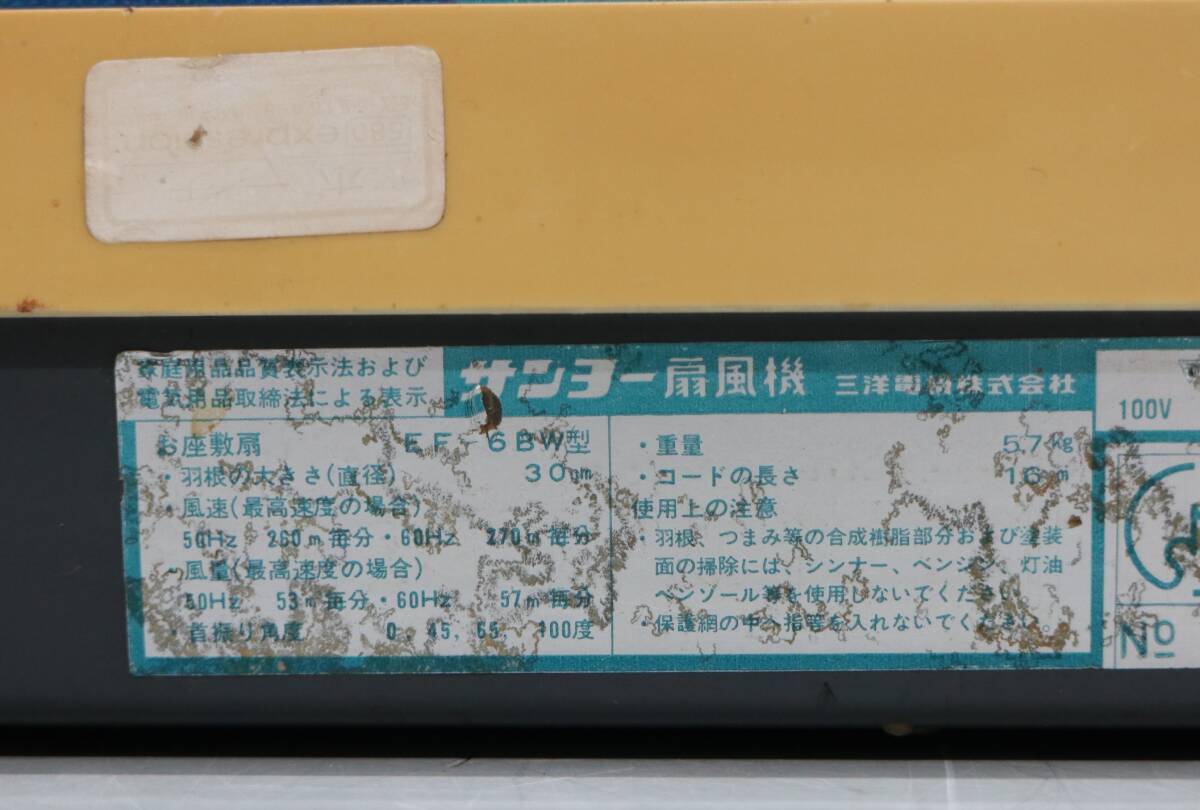 家庭用品品質表示法および
電気用品取締法による表示
サンヨー扇風機 三洋電機株式会社
お座敷扇 EF-6BW型
・羽根の大きさ(直径) 30cm
・風速(最高速度の場合)
50Hz 260m毎分・60Hz 270m毎分
・風量(最高速度の場合)
50Hz 53m毎分・60Hz 57m毎分
・首振り角度 0, 45, 65, 100度
・重量 5.7kg
・コードの長さ 1.6m
使用上の注意
・羽根、つまみ等の合成樹脂部分および塗装
面の掃除には、シンナー、ベンジン、灯油
ベンゾール等を使用しないでください
・保護網の中へ指等を入れないでください。
100V
No